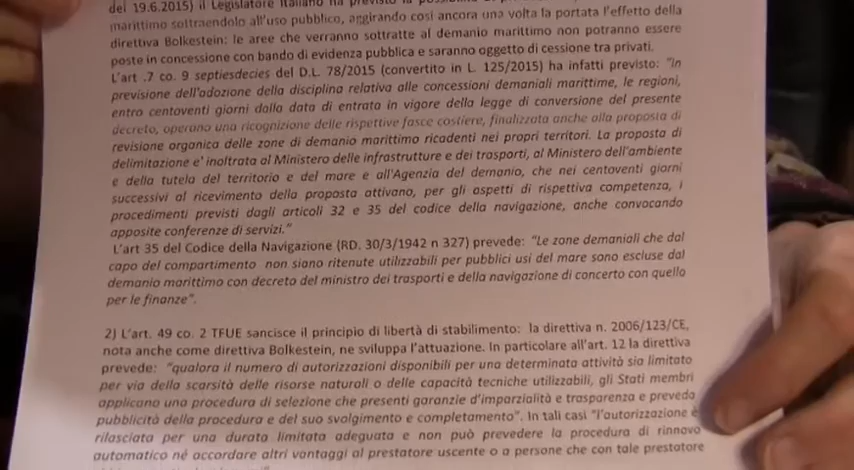 del 19.6.2015) il Legislatore Italiano ha previsto la
marittimo sottraendolo all'uso pubblico, aggirando così ancora una volta la portata l'effetto della
direttiva Bolkestein: le aree che verranno sottratte al demanio marittimo non potranno essere
poste in concessione con bando di evidenza pubblica e saranno oggetto di cessione tra privati.
L'art .7 co. 9 septiesdecies del D.L. 78/2015 (convertito in L. 125/2015) ha infatti previsto: "In
previsione dell'adozione della disciplina relativa alle concessioni demaniali marittime, le regioni,
entro centoventi giorni dalla data di entrata in vigore della legge di conversione del presente
decreto, operano una ricognizione delle rispettive fasce costiere, finalizzata anche alla proposta di
revisione organica delle zone di demanio marittimo ricadenti nei propri territori. La proposta di
delimitazione e' inoltrata al Ministero delle infrastrutture e dei trasporti, al Ministero dell'ambiente
e della tutela del territorio e del mare e all'Agenzia del demanio, che nei centoventi giorni
successivi al ricevimento della proposta attivano, per gli aspetti di rispettiva competenza, i
procedimenti previsti dagli articoli 32 e 35 del codice della navigazione, anche convocando
apposite conferenze di servizi."
L'art 35 del Codice della Navigazione (RD. 30/3/1942 n 327) prevede: "Le zone demaniali che dal
capo del compartimento non siano ritenute utilizzabili per pubblici usi del mare sono escluse dal
demanio marittimo con decreto del ministro dei trasporti e della navigazione di concerto con quello
per le finanze".
2) L'art. 49 co. 2 TFUE sancisce il principio di libertà di stabilimento: la direttiva n. 2006/123/CE,
nota anche come direttiva Bolkestein, ne sviluppa l'attuazione. In particolare all'art. 12 la direttiva
prevede: "qualora il numero di autorizzazioni disponibili per una determinata attività sia limitato
per via della scarsità delle risorse naturali o delle capacità tecniche utilizzabili, gli Stati membri
applicano una procedura di selezione che presenti garanzie d'imparzialità e trasparenza e preveda
pubblicità della procedura e del suo svolgimento e completamento". In tali casi "l'autorizzazione è
rilasciata per una durata limitata adeguata e non può prevedere la procedura di rinnovo
automatico né accordare altri vantaggi al prestatore uscente o a persone che con tale prestatore